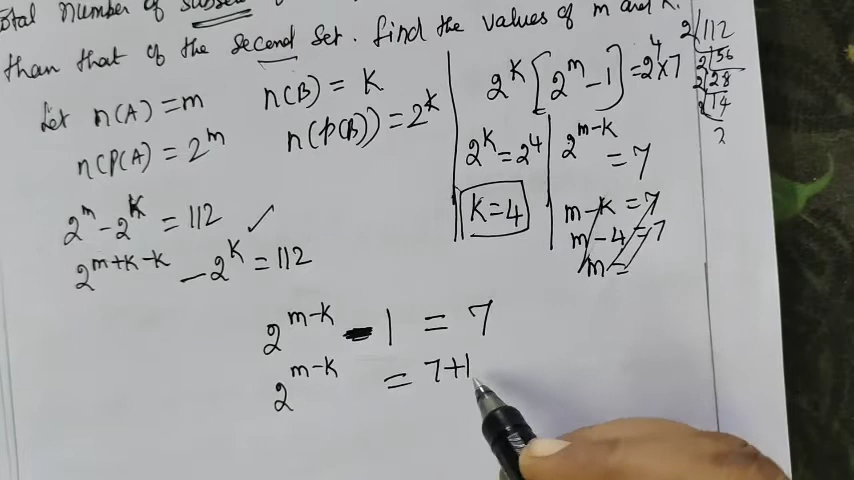 otal number of subse
than that of the second set. find the values of m and K.
Let n(A) = m
n(B) = K
n(P(A) = 2^m
n(P(B)) = 2^k
2^m - 2^k = 112 ✓
2^{m+k-k} - 2^k = 112
2^k [2^m - 1] = 2^4 × 7
2^k = 2^4
K = 4
2^{m-k} = 7
m - K = 7
m - 4 = 7
m =
2 | 112
2 | 56
2 | 28
14
2
2^{m-k} - 1 = 7
2^{m-k} = 7+1